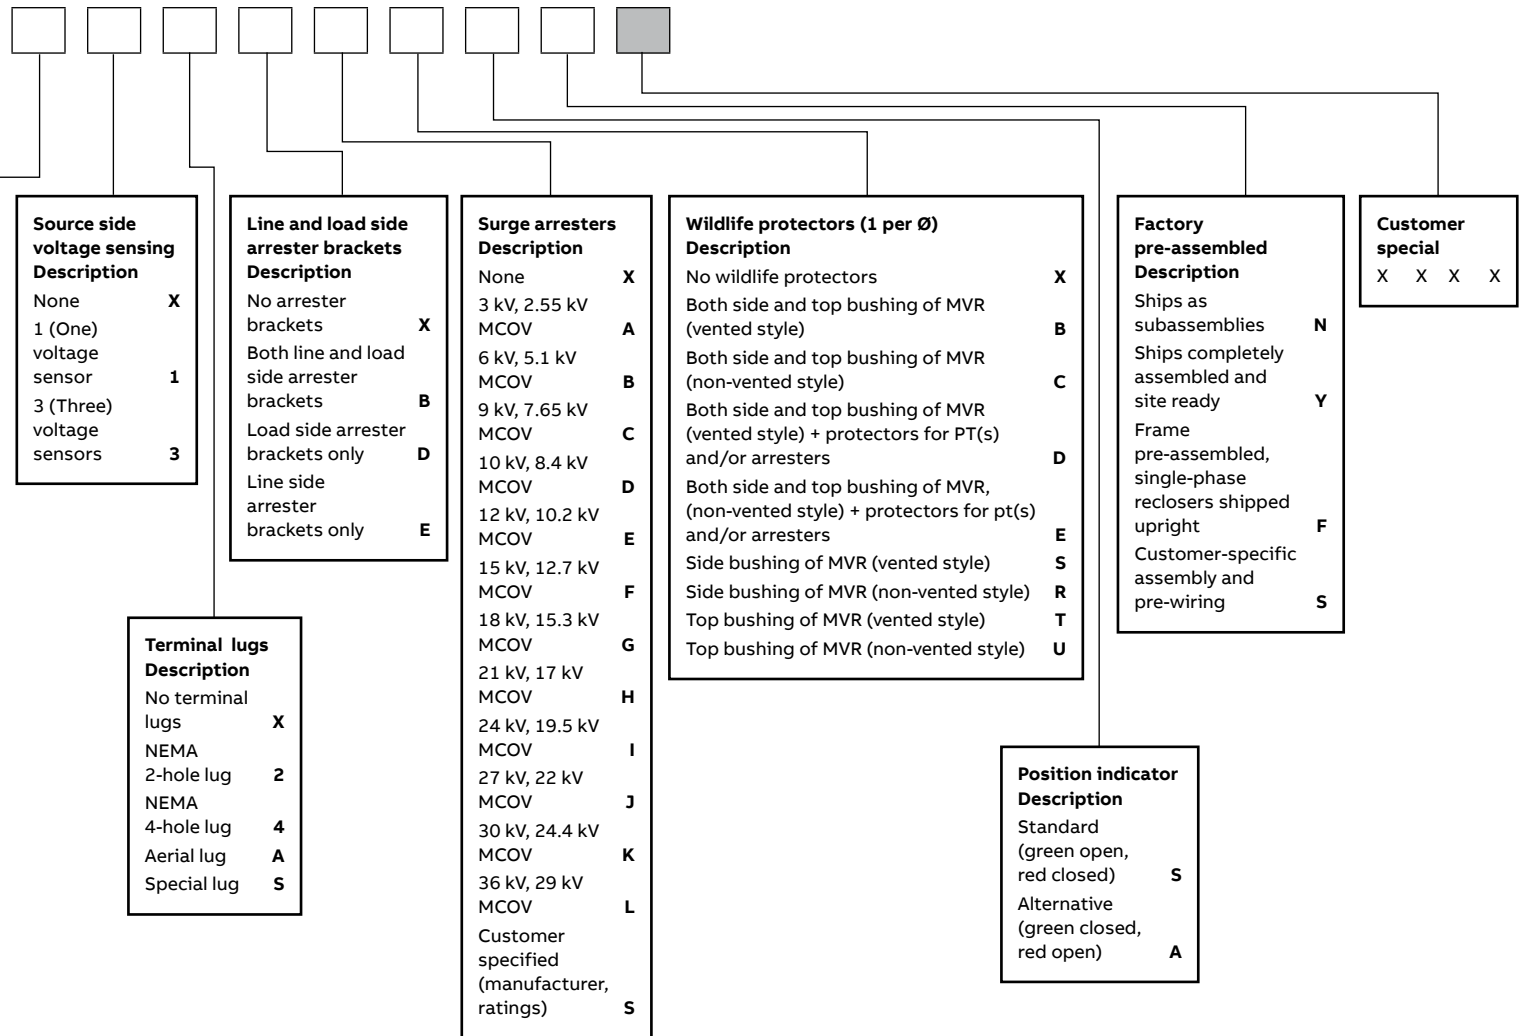 Source side
voltage sensing
Description
None X
1 (One)
voltage
sensor 1
3 (Three)
voltage
sensors 3
Terminal lugs
Description
No terminal
lugs X
NEMA
2-hole lug 2
NEMA
4-hole lug 4
Aerial lug A
Special lug S
Line and load side
arrester brackets
Description
No arrester
brackets X
Both line and load
side arrester
brackets B
Load side arrester
brackets only D
Line side
arrester
brackets only E
Surge arresters
Description
None X
3 kV, 2.55 kV
MCOV A
6 kV, 5.1 kV
MCOV B
9 kV, 7.65 kV
MCOV C
10 kV, 8.4 kV
MCOV D
12 kV, 10.2 kV
MCOV E
15 kV, 12.7 kV
MCOV F
18 kV, 15.3 kV
MCOV G
21 kV, 17 kV
MCOV H
24 kV, 19.5 kV
MCOV I
27 kV, 22 kV
MCOV J
30 kV, 24.4 kV
MCOV K
36 kV, 29 kV
MCOV L
Customer
specified
(manufacturer,
ratings) S
Wildlife protectors (1 per Ø)
Description
No wildlife protectors X
Both side and top bushing of MVR
(vented style) B
Both side and top bushing of MVR
(non-vented style) C
Both side and top bushing of MVR
(vented style) + protectors for PT(s)
and/or arresters D
Both side and top bushing of MVR,
(non-vented style) + protectors for pt(s)
and/or arresters E
Side bushing of MVR (vented style) S
Side bushing of MVR (non-vented style) R
Top bushing of MVR (vented style) T
Top bushing of MVR (non-vented style) U
Position indicator
Description
Standard
(green open,
red closed) S
Alternative
(green closed,
red open) A
Factory
pre-assembled
Description
Ships as
subassemblies N
Ships completely
assembled and
site ready Y
Frame
pre-assembled,
single-phase
reclosers shipped
upright F
Customer-specific
assembly and
pre-wiring S
Customer
special
X X X X